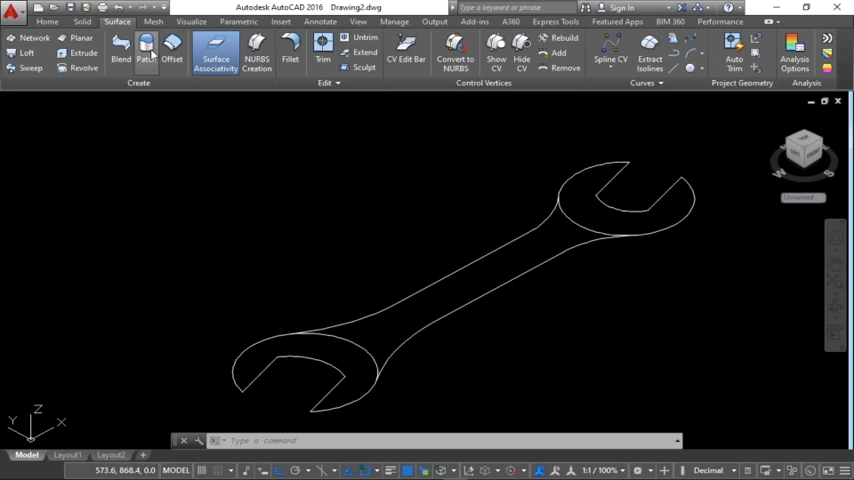 Autodesk AutoCAD 2016 Drawing2.dwg
Type a keyword or phrase
Sign In
Home Solid Surface Mesh Visualize Parametric Insert Annotate View Manage Output Add-ins A360 Express Tools Featured Apps BIM 360 Performance
Network Planar Untrim Rebuild
Loft Extrude Extend Add
Sweep Revolve Sculpt Remove
Blend Patch Offset Surface Associativity NURBS Creation Fillet Trim CV Edit Bar Convert to NURBS Show CV Hide CV Spline CV Extract Isolines Auto Trim Analysis Options
Create Edit Control Vertices Curves Project Geometry Analysis
TOP
LEFT FRONT
W S
Unnamed
Z
Y X
Type a command
Model Layout1 Layout2 +
573.6, 868.4, 0.0 MODEL 1:1 / 100% Decimal